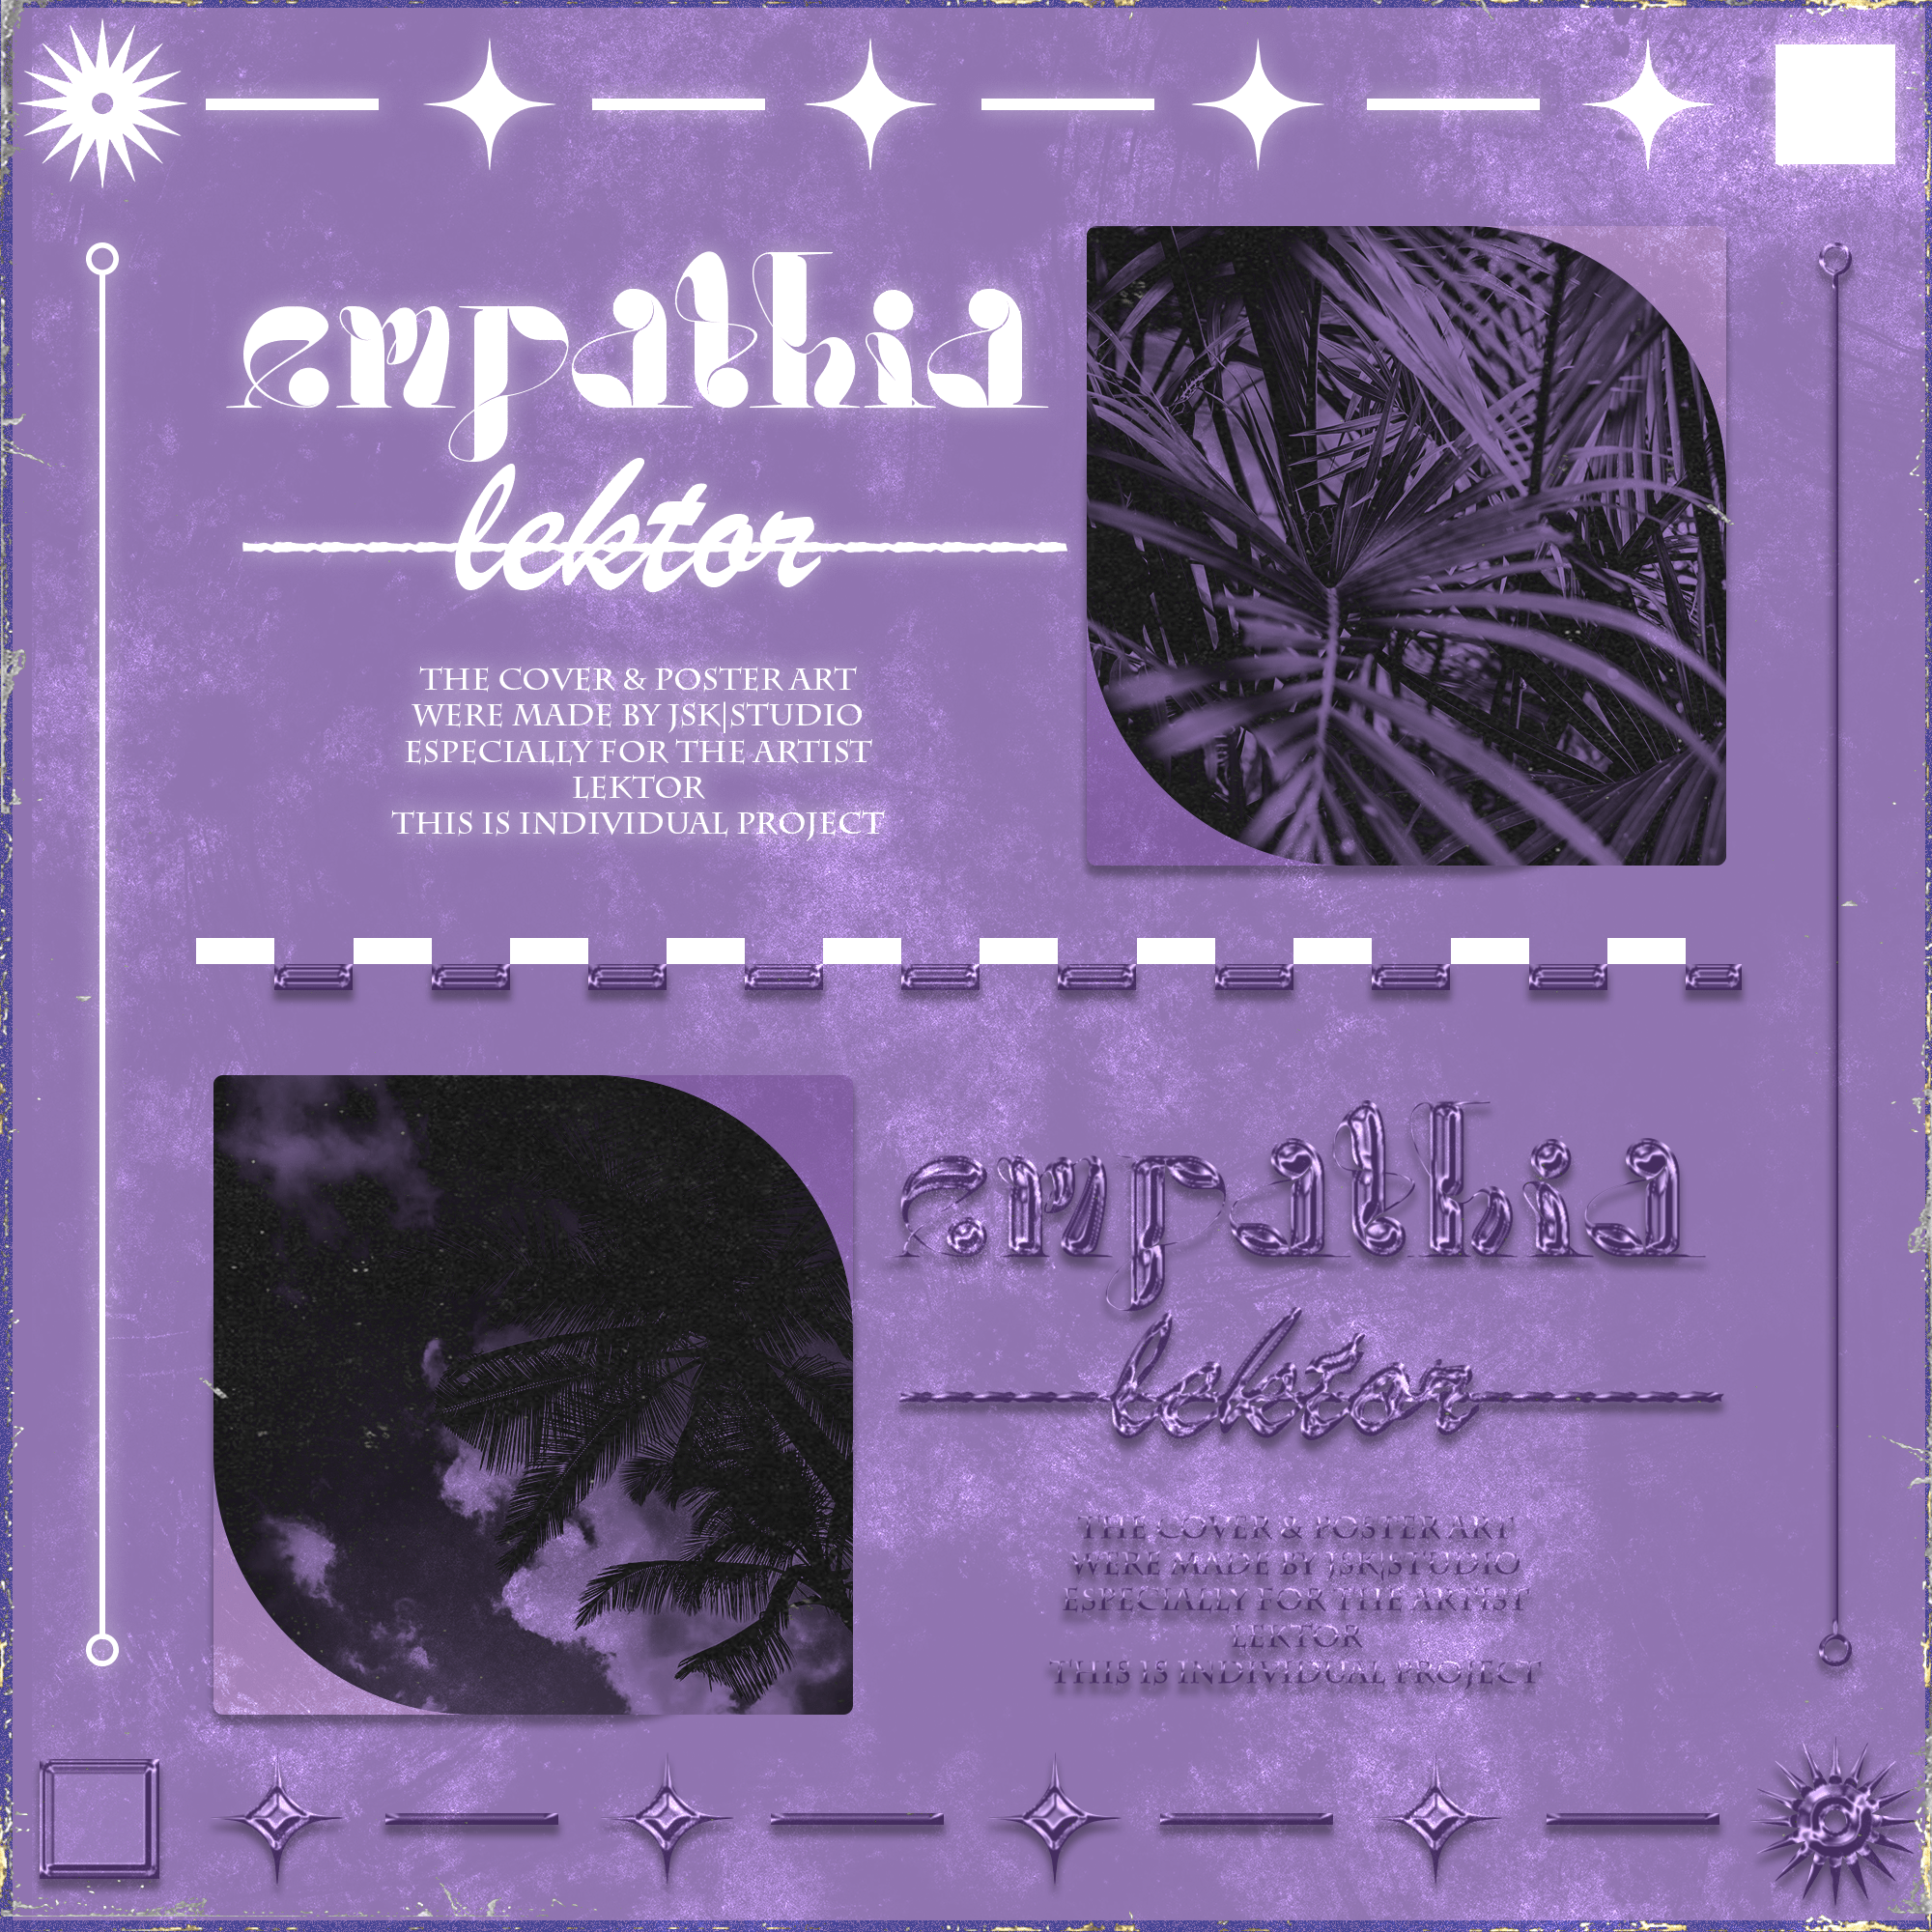 empathia
lektor
THE COVER & POSTER ART
WERE MADE BY JSK|STUDIO
ESPECIALLY FOR THE ARTIST
LEKTOR
THIS IS INDIVIDUAL PROJECT
empathia
lektor
THE COVER & POSTER ART
WERE MADE BY JSK|STUDIO
ESPECIALLY FOR THE ARTIST
LEKTOR
THIS IS INDIVIDUAL PROJECT